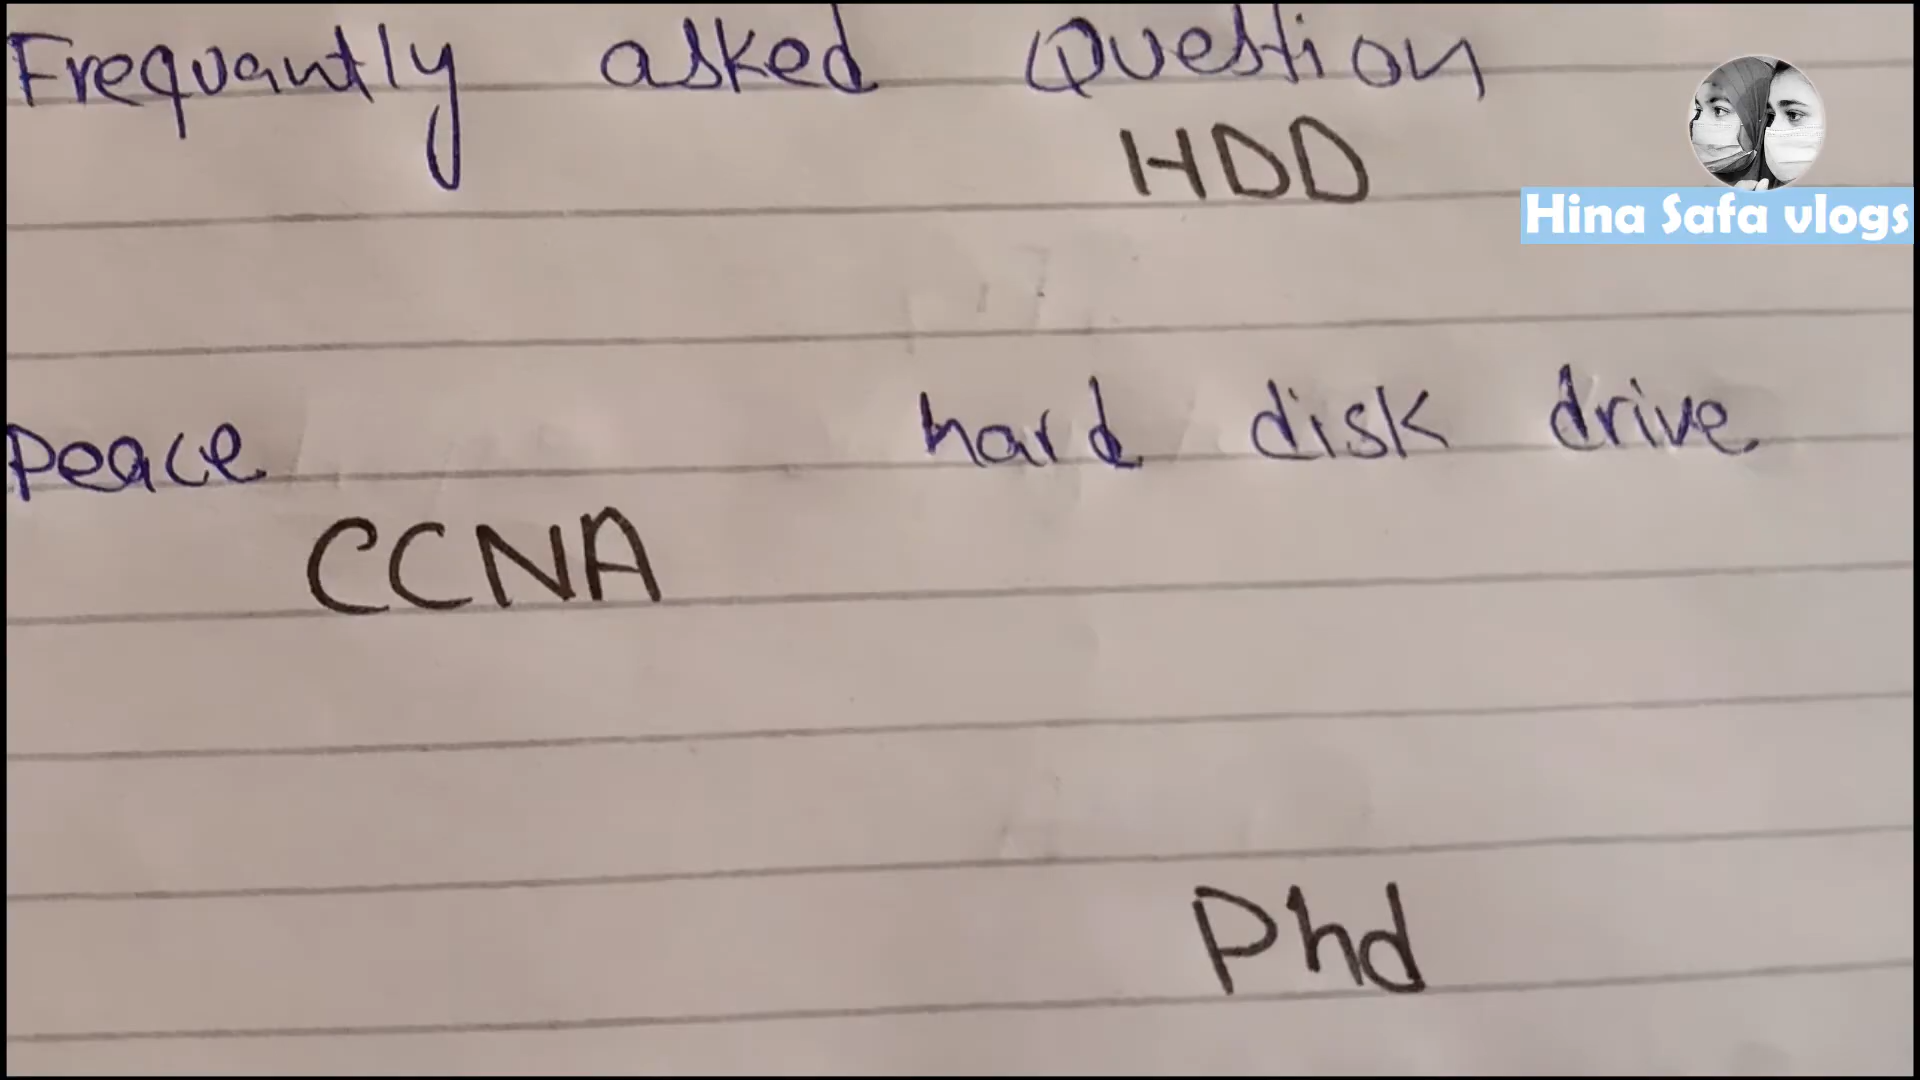 Frequantly asked Question
HDD
Hina Safa vlogs
Peace
hard disk drive
CCNA
Phd